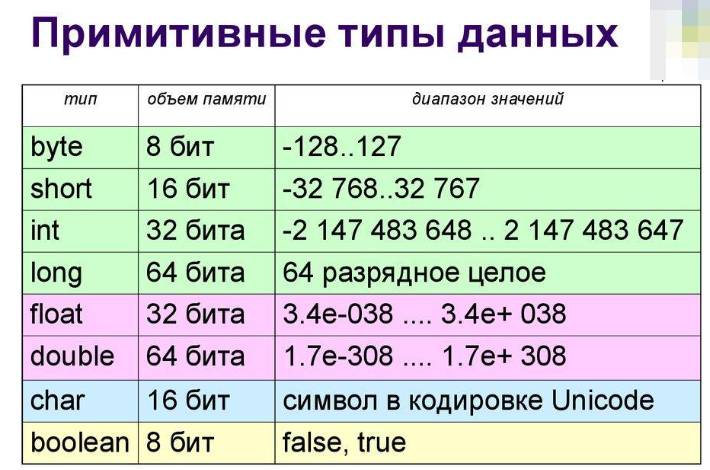 Примитивные типы данных
тип объем памяти диапазон значений
byte 8 бит -128..127
short 16 бит -32 768..32 767
int 32 бита -2 147 483 648 .. 2 147 483 647
long 64 бита 64 разрядное целое
float 32 бита 3.4e-038 .... 3.4e+ 038
double 64 бита 1.7e-308 .... 1.7e+ 308
char 16 бит символ в кодировке Unicode
boolean 8 бит false, true